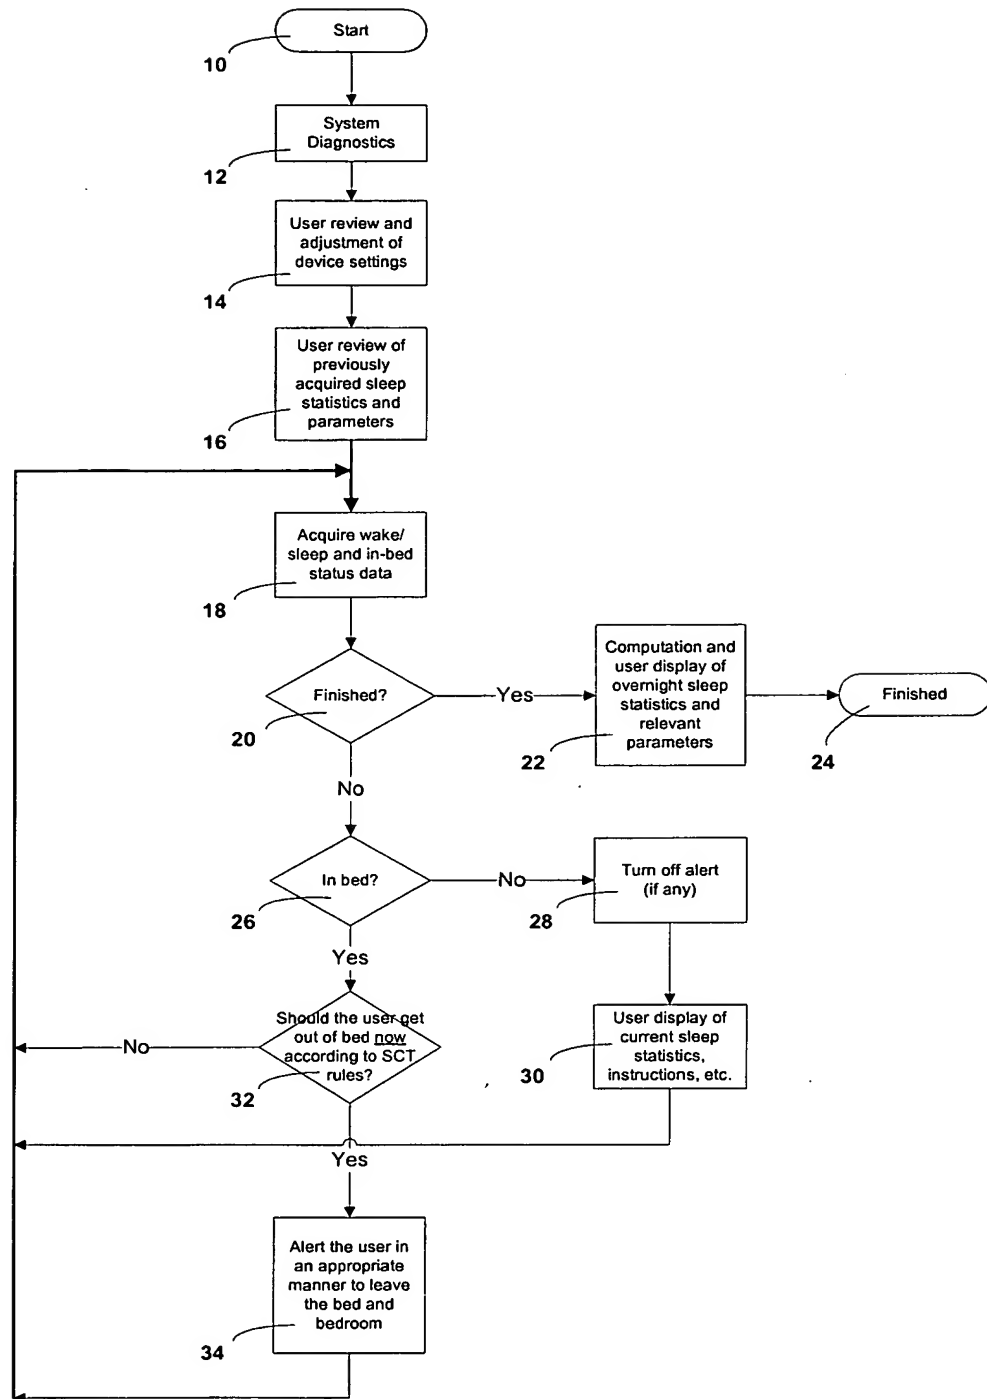 Start
10
System
Diagnostics
12
User review and
adjustment of
device settings
14
User review of
previously
acquired sleep
statistics and
parameters
16
Acquire wake/
sleep and in-bed
status data
18
Finished?
20
Yes
Computation and
user display of
overnight sleep
statistics and
relevant
parameters
22
Finished
24
No
In bed?
26
No
Turn off alert
(if any)
28
Yes
Should the user get
out of bed now
according to SCT
rules?
32
No
User display of
current sleep
statistics,
instructions, etc.
30
Yes
Alert the user in
an appropriate
manner to leave
the bed and
bedroom
34